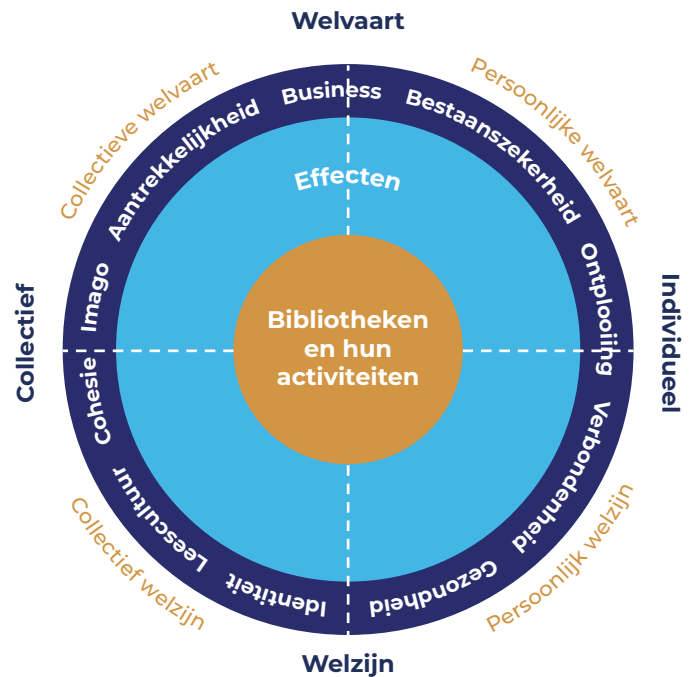 Welvaart
Collectieve welvaart
Persoonlijke welvaart
Business
Bestaanszekerheid
Aantrekkelijkheid
Effecten
Ontplooiing
Imago
Collectief
Individueel
Bibliotheken
en hun
activiteiten
Cohesie
Verbondenheid
Leescultuur
Gezondheid
Identiteit
Collectief welzijn
Persoonlijk welzijn
Welzijn